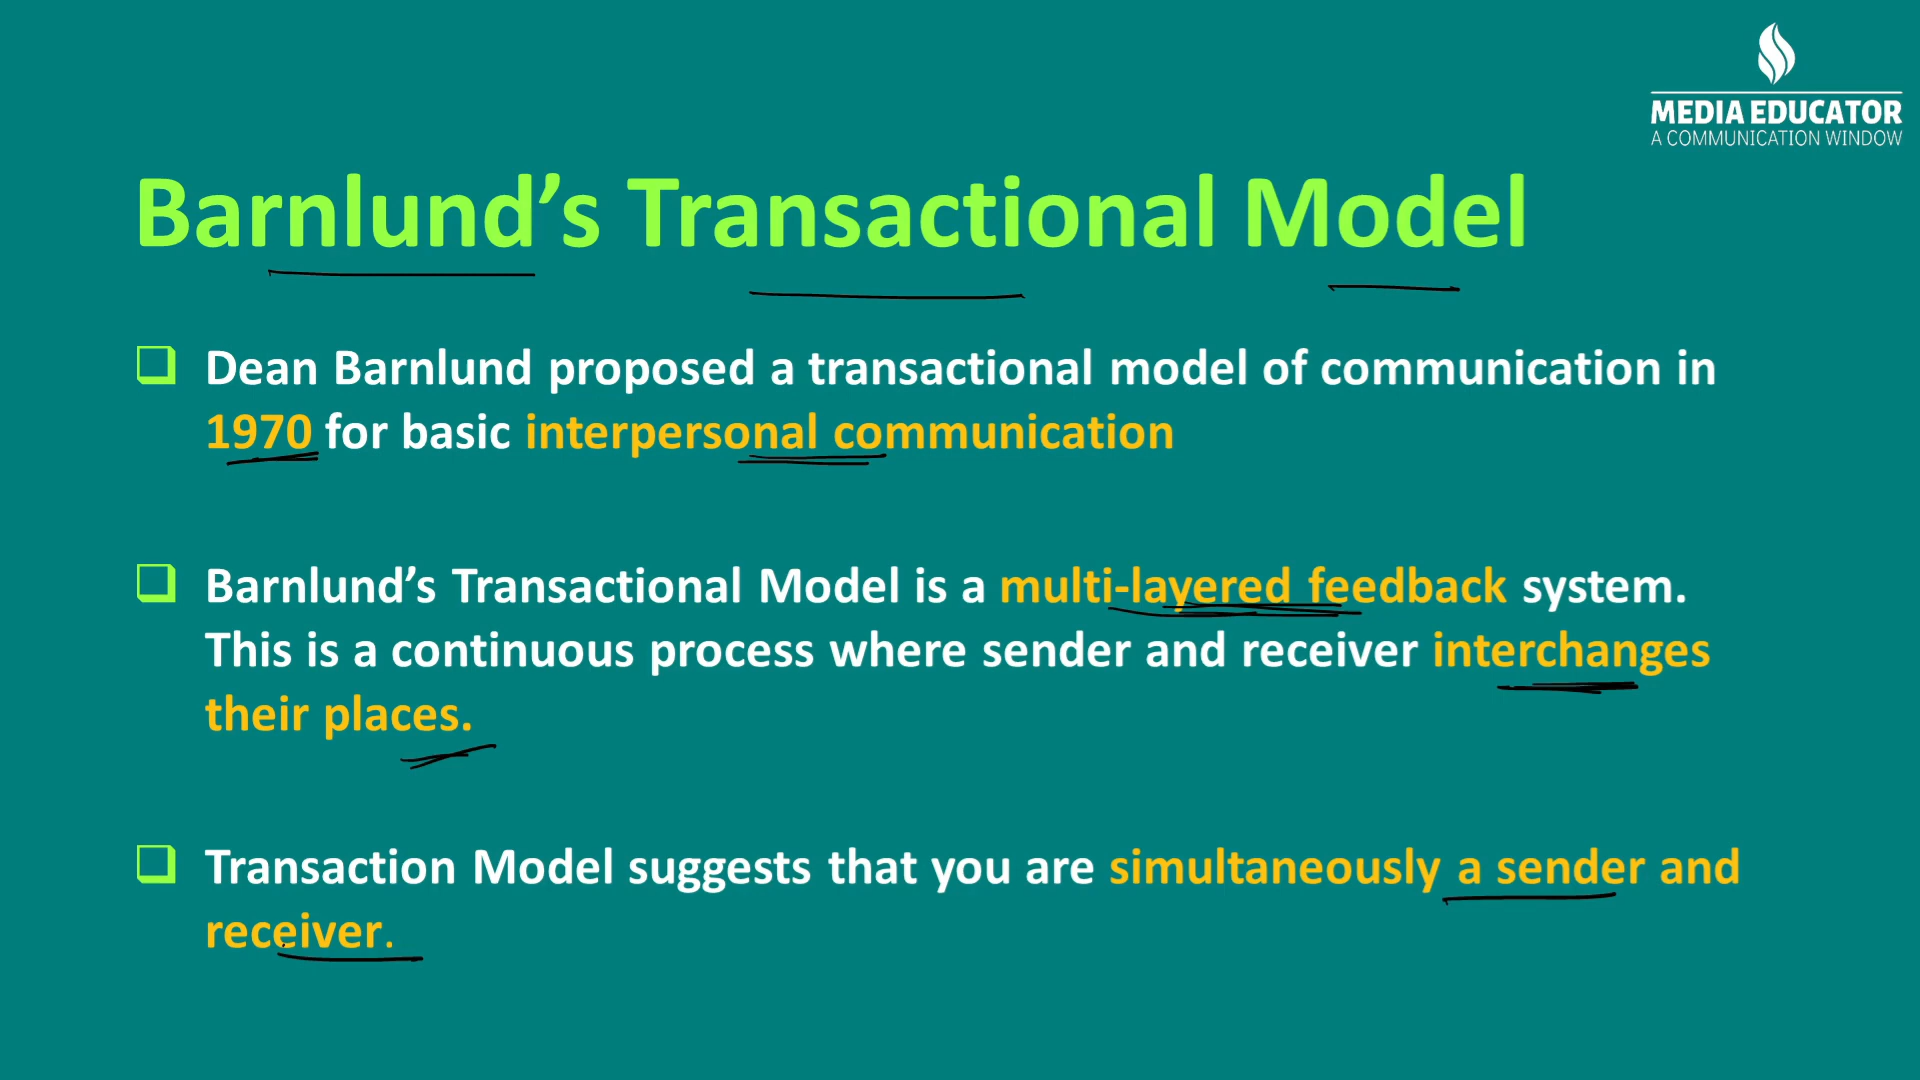 MEDIA EDUCATOR
A COMMUNICATION WINDOW
Barnlund’s Transactional Model
Dean Barnlund proposed a transactional model of communication in
1970 for basic interpersonal communication
Barnlund’s Transactional Model is a multi-layered feedback system.
This is a continuous process where sender and receiver interchanges
their places.
Transaction Model suggests that you are simultaneously a sender and
receiver.